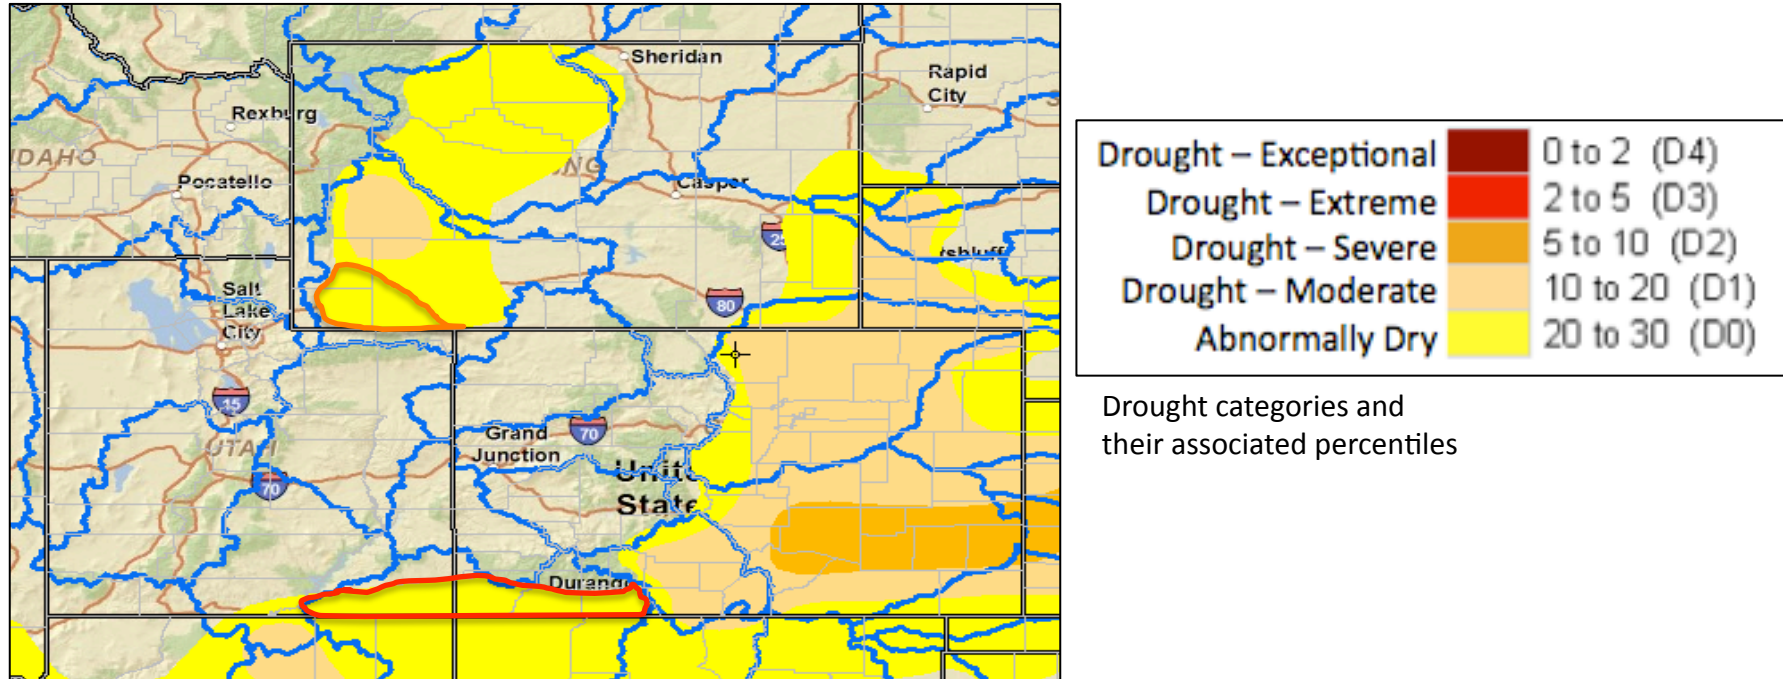 Sheridan
Rapid
City
Rexburg
IDAHO
Pocatello
NG
Casper
25
Salt
Lake
City
80
15
UTAH
Grand
Junction
70
70
United
State
Durango
Drought – Exceptional 0 to 2 (D4)
Drought – Extreme 2 to 5 (D3)
Drought – Severe 5 to 10 (D2)
Drought – Moderate 10 to 20 (D1)
Abnormally Dry 20 to 30 (D0)
Drought categories and
their associated percentiles